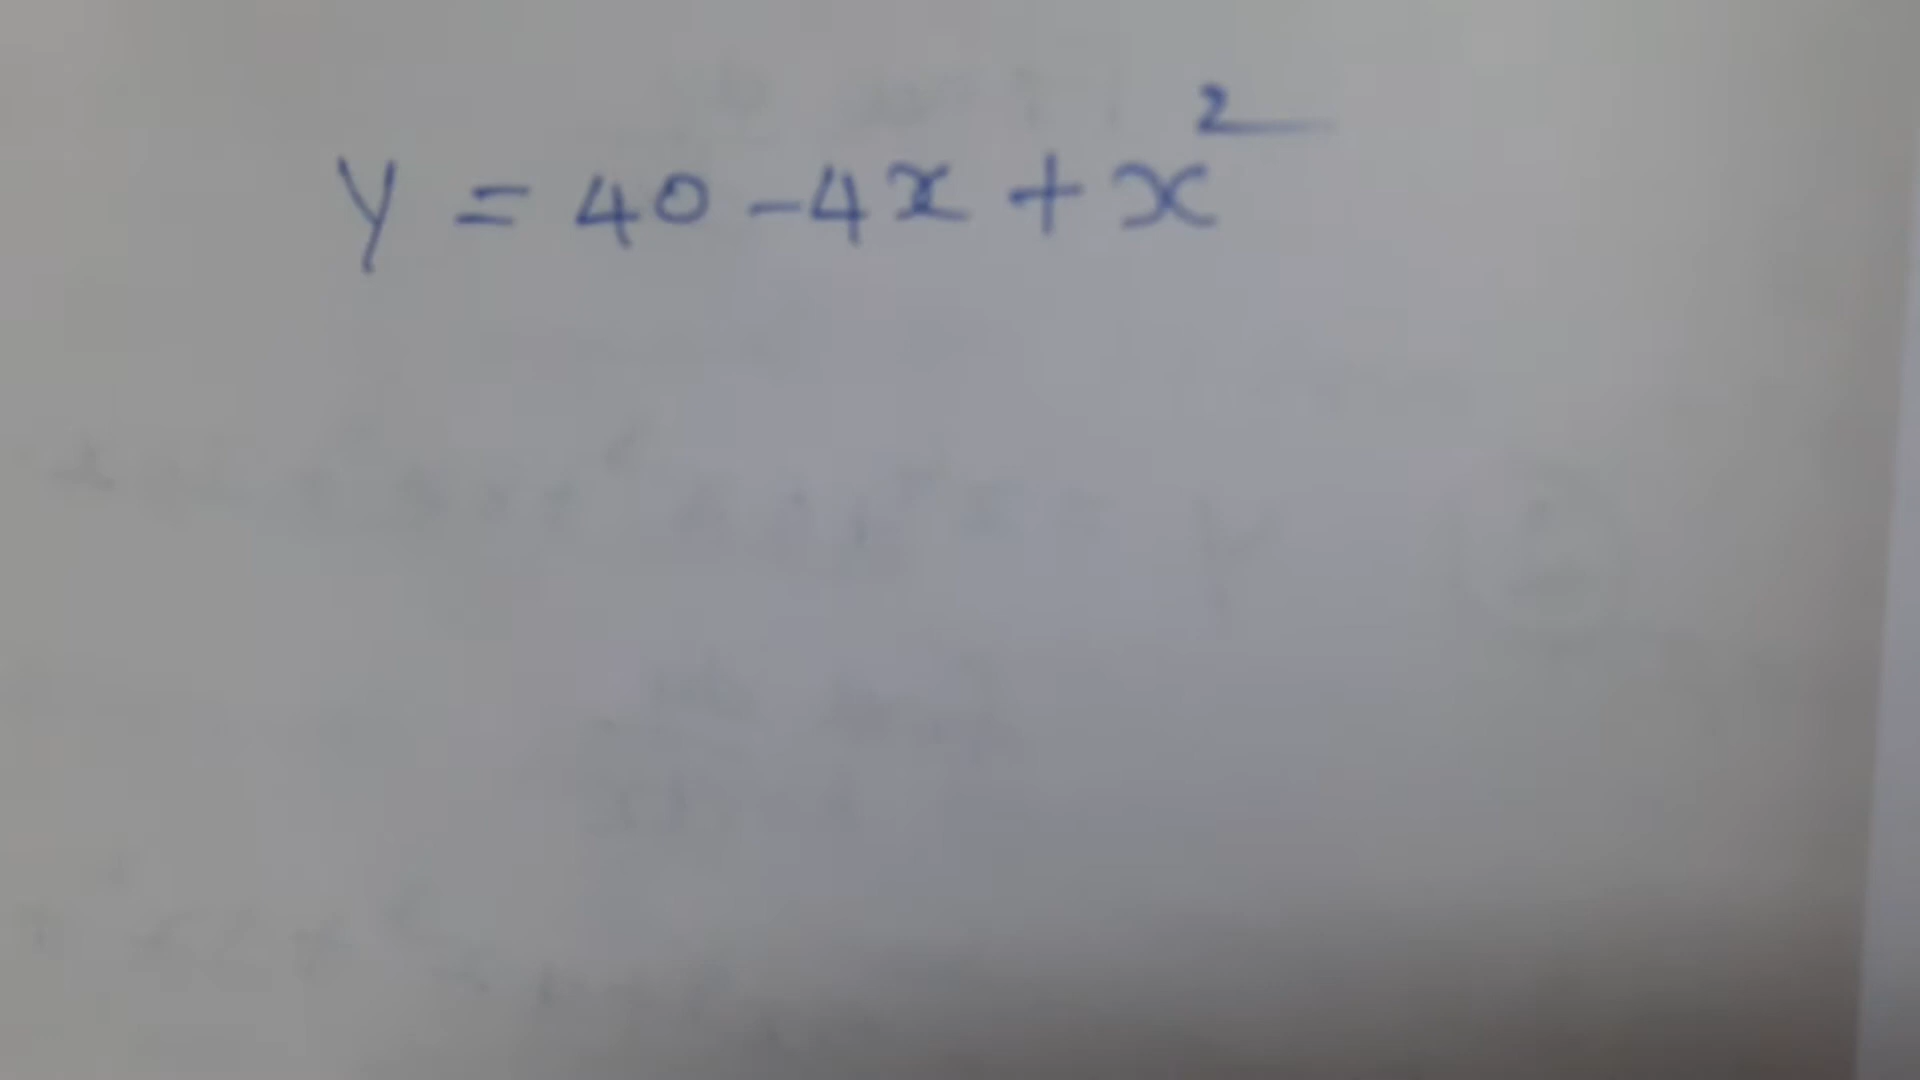 y = 40 - 4x + x²